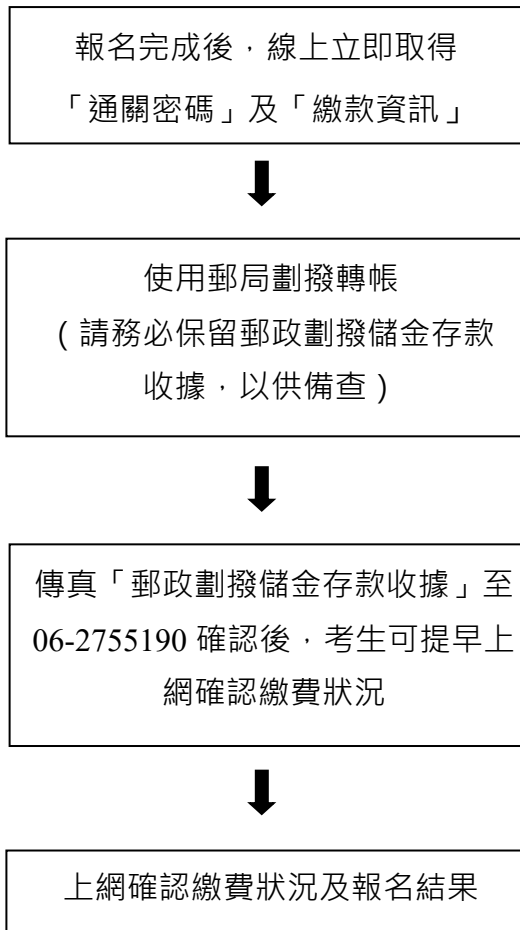 報名完成後，線上立即取得
「通關密碼」及「繳款資訊」
使用郵局劃撥轉帳
（請務必保留郵政劃撥儲金存款
收據，以供備查）
傳真「郵政劃撥儲金存款收據」至
06-2755190 確認後，考生可提早上
網確認繳費狀況
上網確認繳費狀況及報名結果